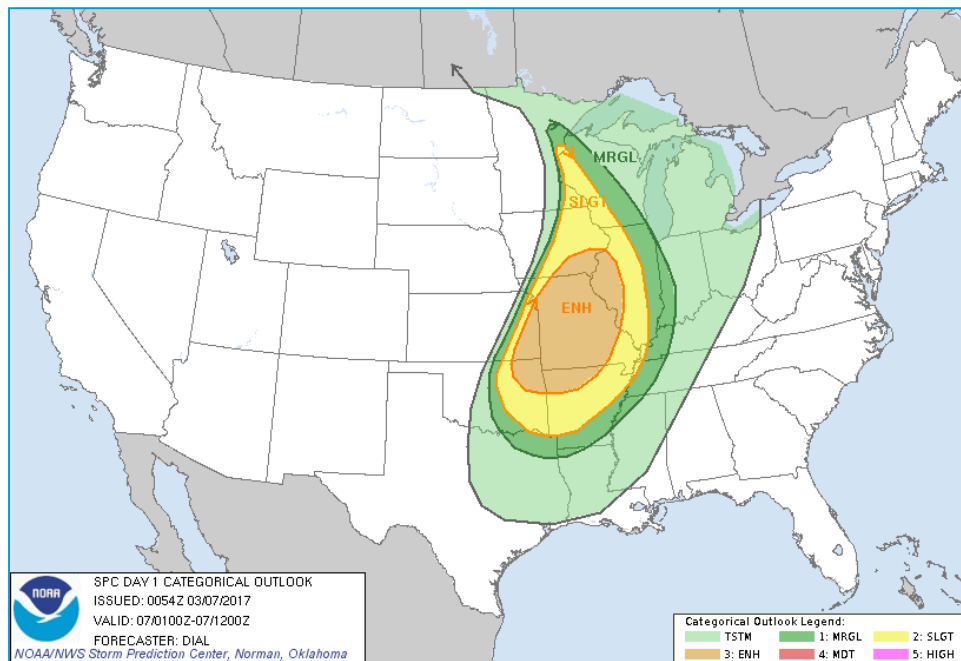 MRGL
SLGT
ENH
NOAA
SPC DAY 1 CATEGORICAL OUTLOOK
ISSUED: 0054Z 03/07/2017
VALID: 07/0100Z-07/1200Z
FORECASTER: DIAL
NOAA/NWS Storm Prediction Center, Norman, Oklahoma
Categorical Outlook Legend:
TSTM 1: MRGL 2: SLGT
3: ENH 4: MDT 5: HIGH